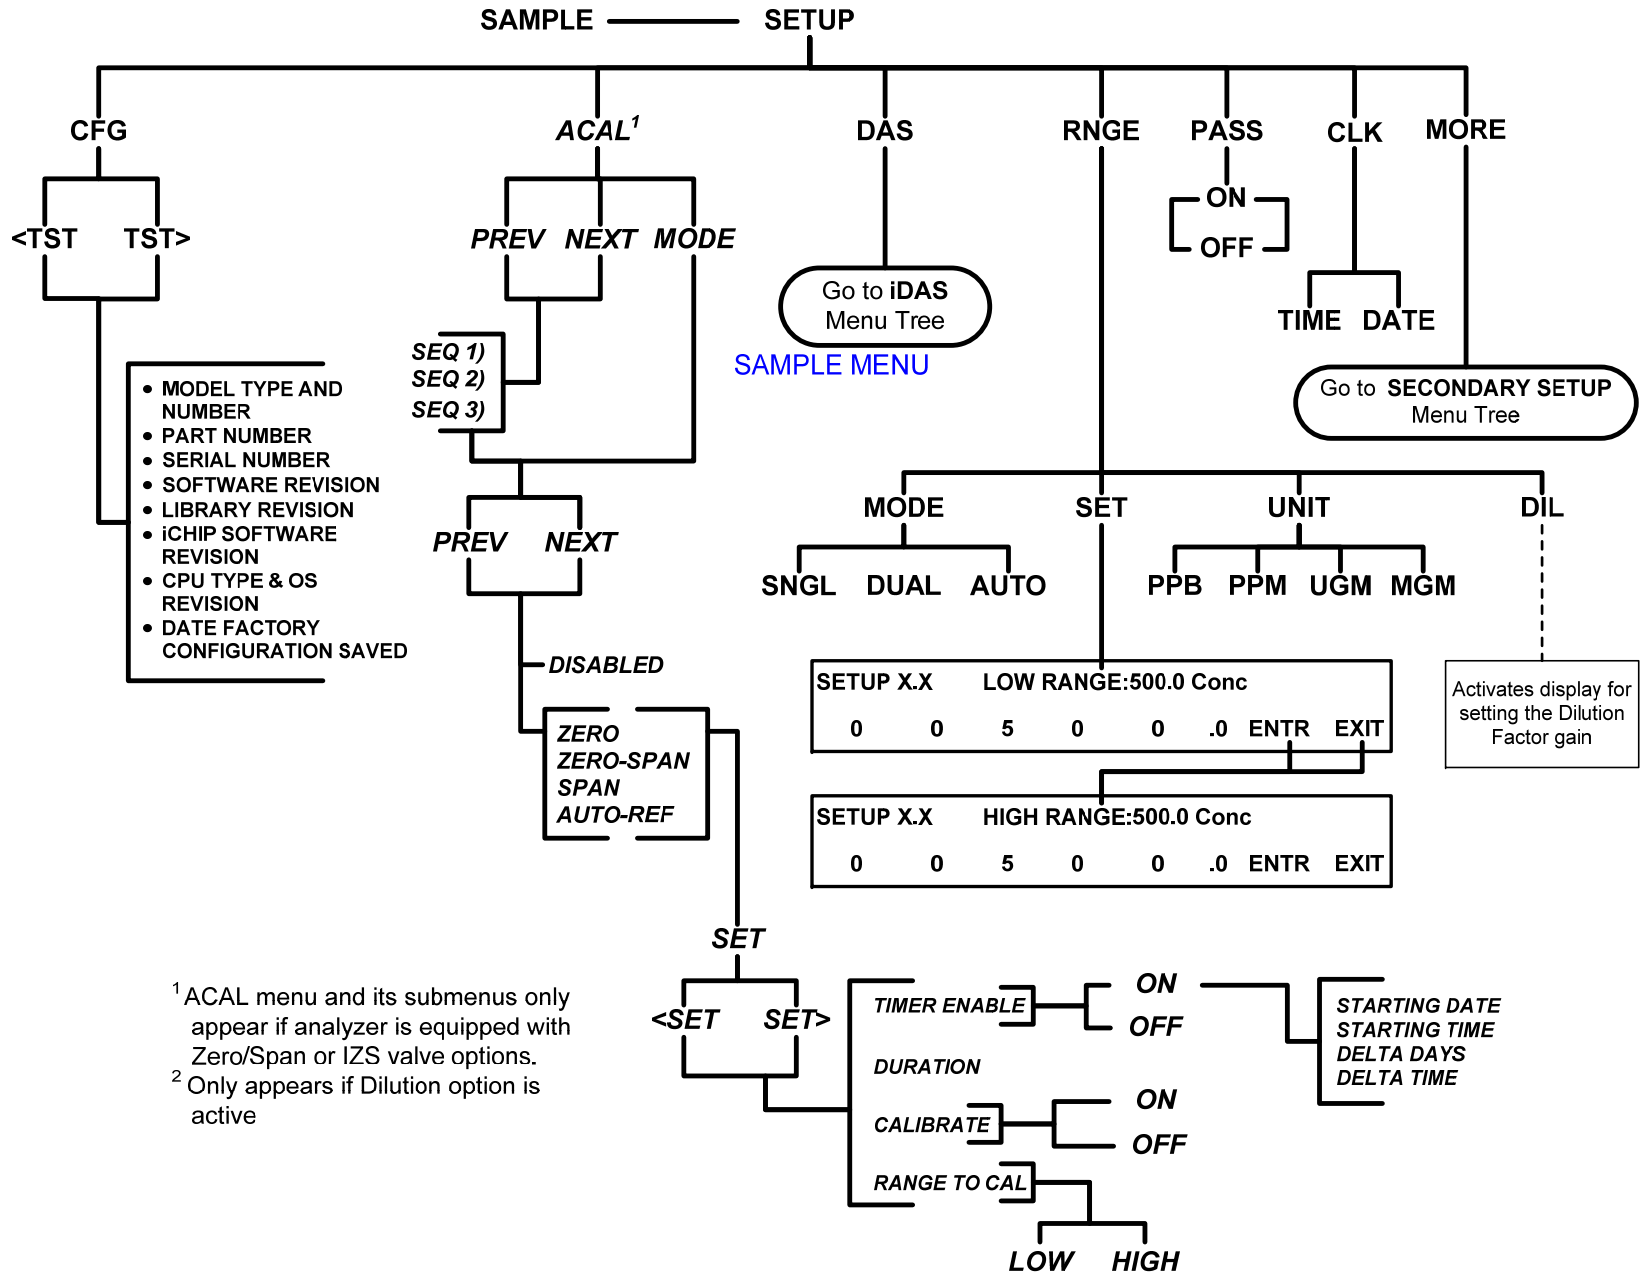 SAMPLE SETUP
CFG ACAL1 DAS RNGE PASS CLK MORE
ON
OFF
<TST TST>
PREV NEXT MODE
Go to iDAS
Menu Tree
SAMPLE MENU
TIME DATE
Go to SECONDARY SETUP
Menu Tree
SEQ 1)
SEQ 2)
SEQ 3)
• MODEL TYPE AND
NUMBER
• PART NUMBER
• SERIAL NUMBER
• SOFTWARE REVISION
• LIBRARY REVISION
• iCHIP SOFTWARE
REVISION
• CPU TYPE & OS
REVISION
• DATE FACTORY
CONFIGURATION SAVED
PREV NEXT
MODE SET UNIT DIL
SNGL DUAL AUTO
PPB PPM UGM MGM
DISABLED
ZERO
ZERO-SPAN
SPAN
AUTO-REF
SETUP X.X LOW RANGE:500.0 Conc
0 0 5 0 0 .0 ENTR EXIT
SETUP X.X HIGH RANGE:500.0 Conc
0 0 5 0 0 .0 ENTR EXIT
Activates display for
setting the Dilution
Factor gain
SET
<SET SET>
TIMER ENABLE
ON
OFF
STARTING DATE
STARTING TIME
DELTA DAYS
DELTA TIME
DURATION
CALIBRATE
ON
OFF
RANGE TO CAL
LOW HIGH
1 ACAL menu and its submenus only
appear if analyzer is equipped with
Zero/Span or IZS valve options.
2 Only appears if Dilution option is
active